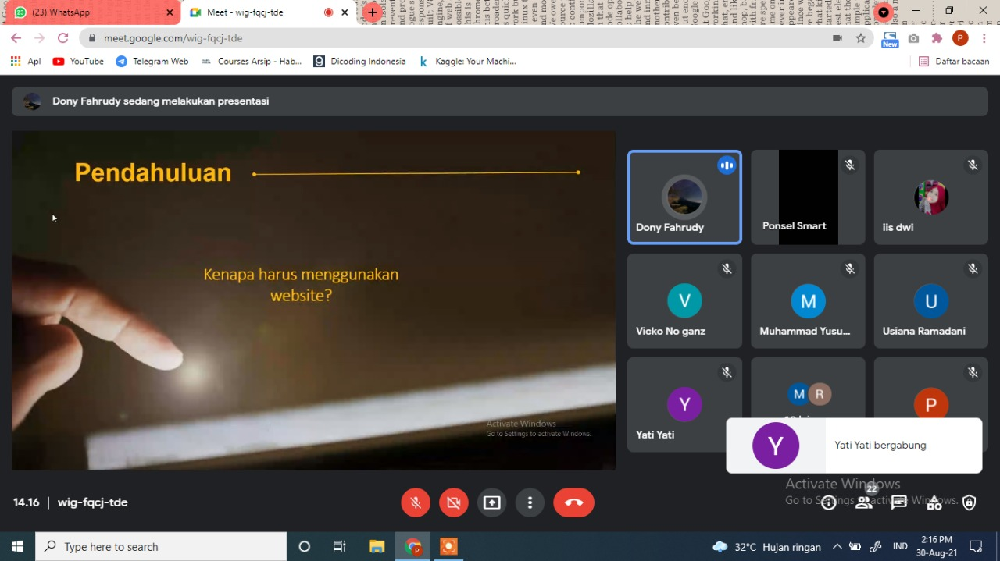 (23) WhatsApp
Meet - wig-fqcj-tde
meet.google.com/wig-fqcj-tde
New
P
Apl
YouTube
Telegram Web
Courses Arsip - Hab...
Dicoding Indonesia
Kaggle: Your Machi...
Daftar bacaan
Dony Fahrudy sedang melakukan presentasi
Pendahuluan
Kenapa harus menggunakan
website?
Activate Windows
Go to Settings to activate Windows.
Dony Fahrudy
Ponsel Smart
iis dwi
V
Vicko No ganz
M
Muhammad Yusu...
U
Usiana Ramadani
Y
Yati Yati
M R
P
Y
Yati Yati bergabung
Activate Windows
Go to Settings to activate Windows.
14.16
wig-fqcj-tde
22
Type here to search
32°C Hujan ringan
IND
2:16 PM
30-Aug-21